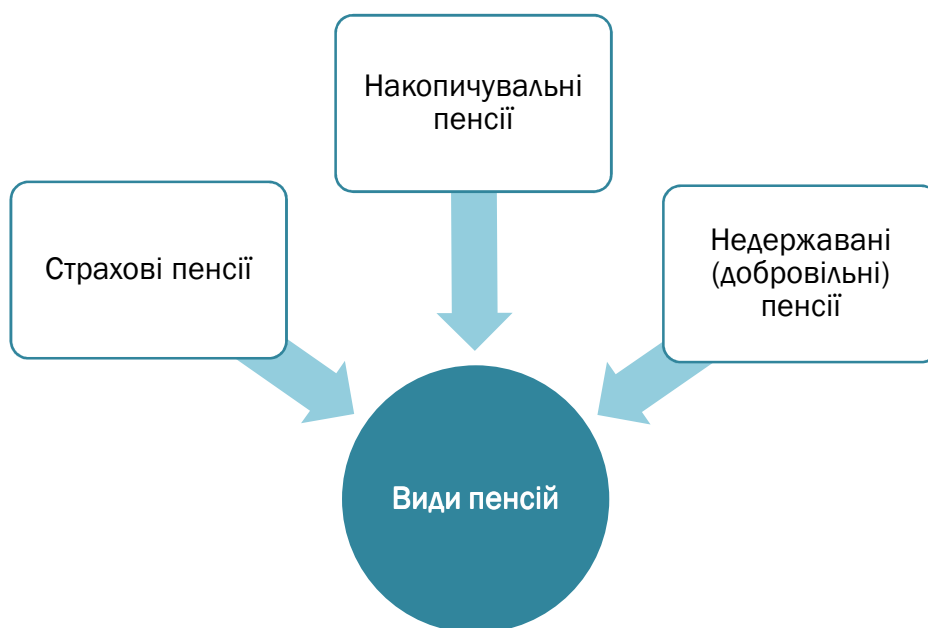 Накопичувальні
пенсії
Страхові пенсії
Недержавані
(добровільні)
пенсії
Види пенсій